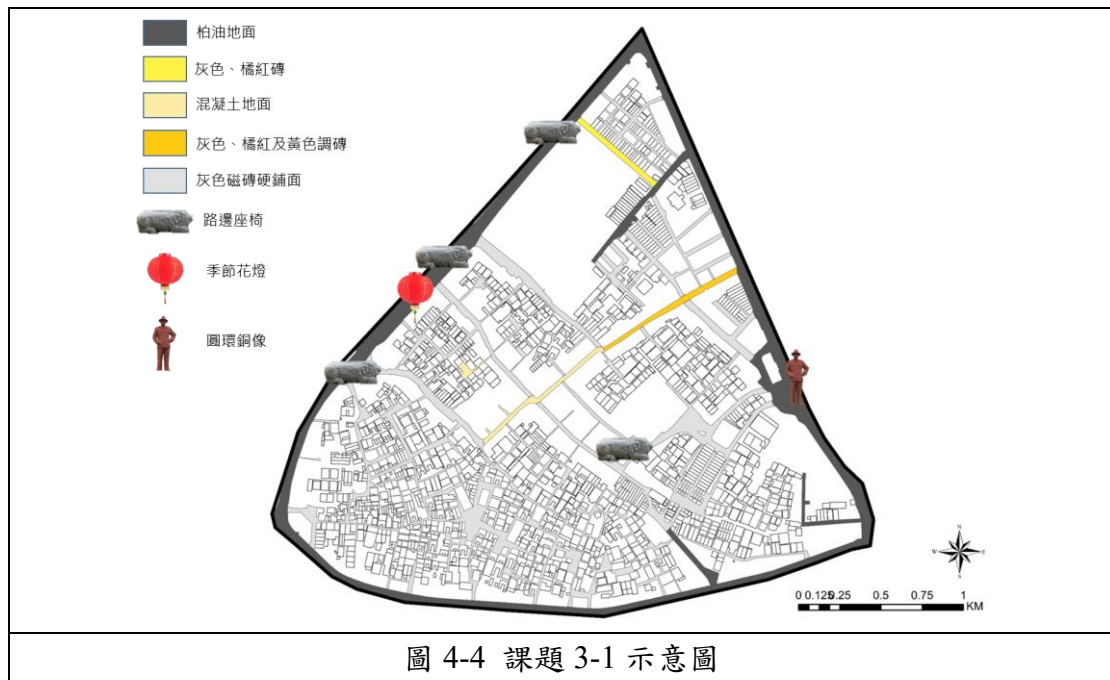 柏油地面
灰色、橘紅磚
混凝土地面
灰色、橘紅及黃色調磚
灰色磁磚硬鋪面
路邊座椅
季節花燈
圓環銅像
N
W
E
S
0 0.125 0.25 0.5 0.75 1
KM
圖 4-4 課題 3-1 示意圖